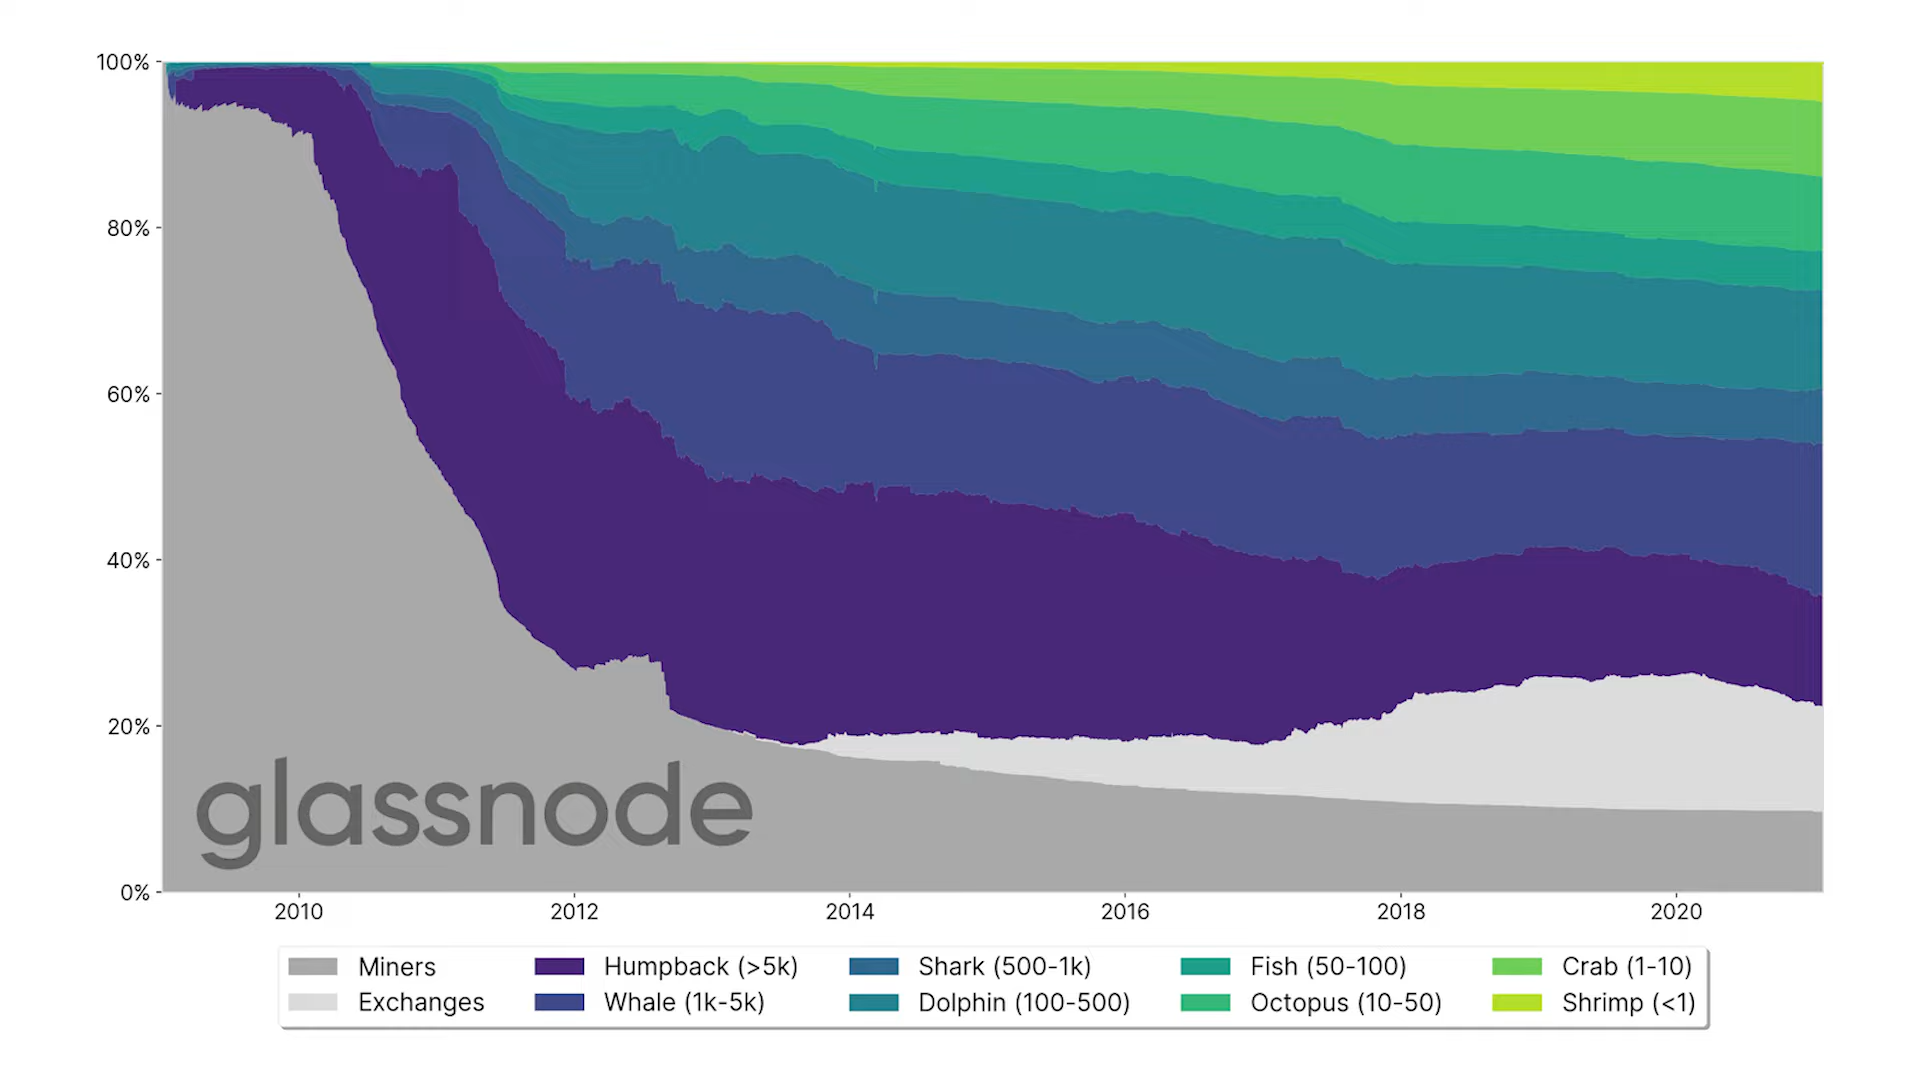 100%
80%
60%
40%
20%
0%
glassnode
2010 2012 2014 2016 2018 2020
Miners Humpback (>5k) Shark (500-1k) Fish (50-100) Crab (1-10)
Exchanges Whale (1k-5k) Dolphin (100-500) Octopus (10-50) Shrimp (<1)